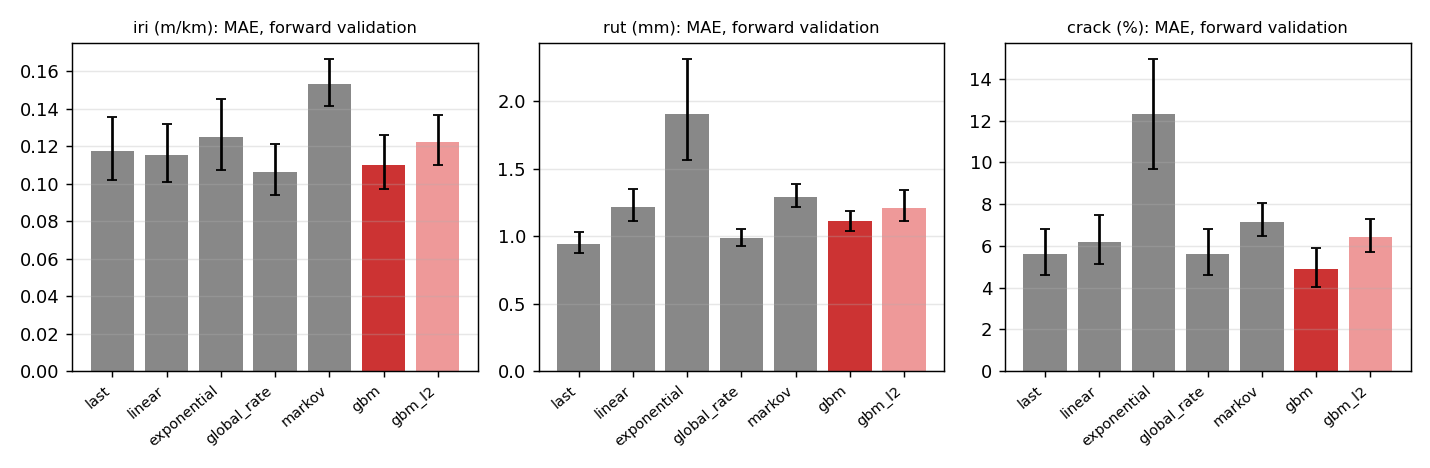 iri (m/km): MAE, forward validation
0.16
0.14
0.12
0.10
0.08
0.06
0.04
0.02
0.00
last
linear
exponential
global_rate
markov
gbm
gbm_l2
rut (mm): MAE, forward validation
2.0
1.5
1.0
0.5
0.0
last
linear
exponential
global_rate
markov
gbm
gbm_l2
crack (%): MAE, forward validation
14
12
10
8
6
4
2
0
last
linear
exponential
global_rate
markov
gbm
gbm_l2